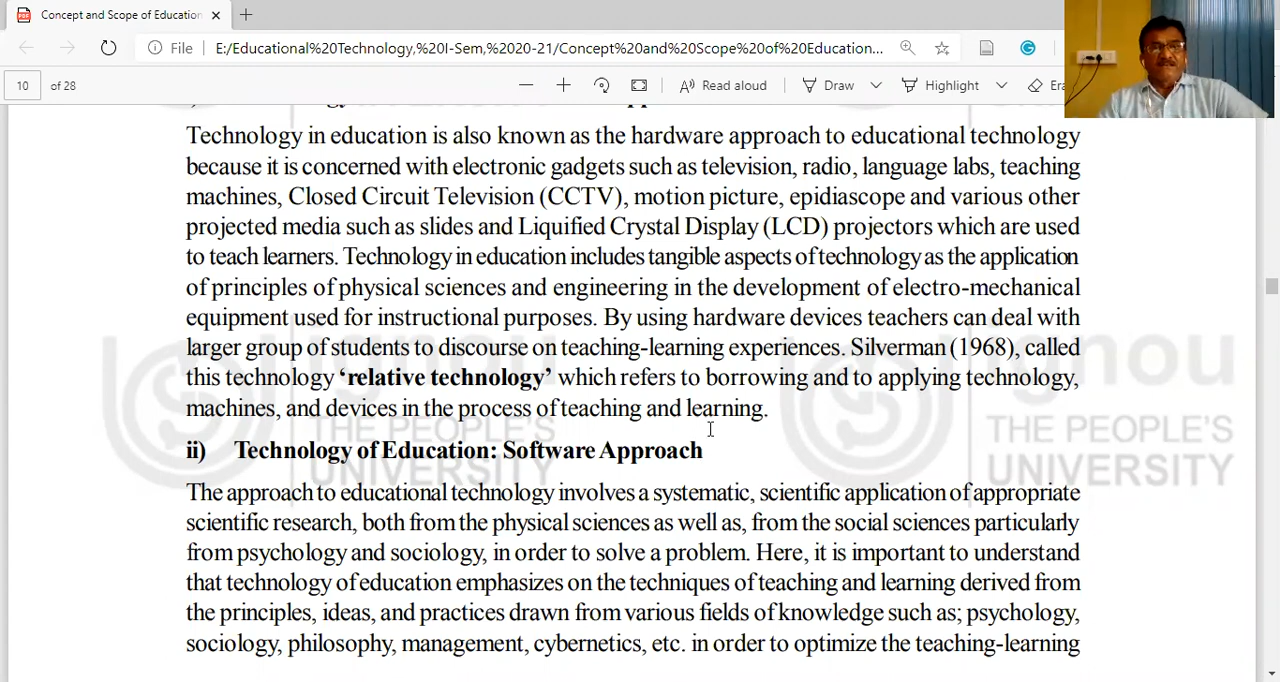 Concept and Scope of Education
File
E:/Educational%20Technology,%20I-Sem,%2020-21/Concept%20and%20Scope%20of%20Education...
10 of 28
Read aloud
Draw
Highlight
Era
Technology in education is also known as the hardware approach to educational technology
because it is concerned with electronic gadgets such as television, radio, language labs, teaching
machines, Closed Circuit Television (CCTV), motion picture, epidiascope and various other
projected media such as slides and Liquified Crystal Display (LCD) projectors which are used
to teach learners. Technology in education includes tangible aspects of technology as the application
of principles of physical sciences and engineering in the development of electro-mechanical
equipment used for instructional purposes. By using hardware devices teachers can deal with
larger group of students to discourse on teaching-learning experiences. Silverman (1968), called
this technology ‘relative technology’ which refers to borrowing and to applying technology,
machines, and devices in the process of teaching and learning.
ii) Technology of Education: Software Approach
The approach to educational technology involves a systematic, scientific application of appropriate
scientific research, both from the physical sciences as well as, from the social sciences particularly
from psychology and sociology, in order to solve a problem. Here, it is important to understand
that technology of education emphasizes on the techniques of teaching and learning derived from
the principles, ideas, and practices drawn from various fields of knowledge such as; psychology,
sociology, philosophy, management, cybernetics, etc. in order to optimize the teaching-learning
ignou
THE PEOPLE'S
UNIVERSITY
ignou
THE PEOPLE'S
UNIVERSITY